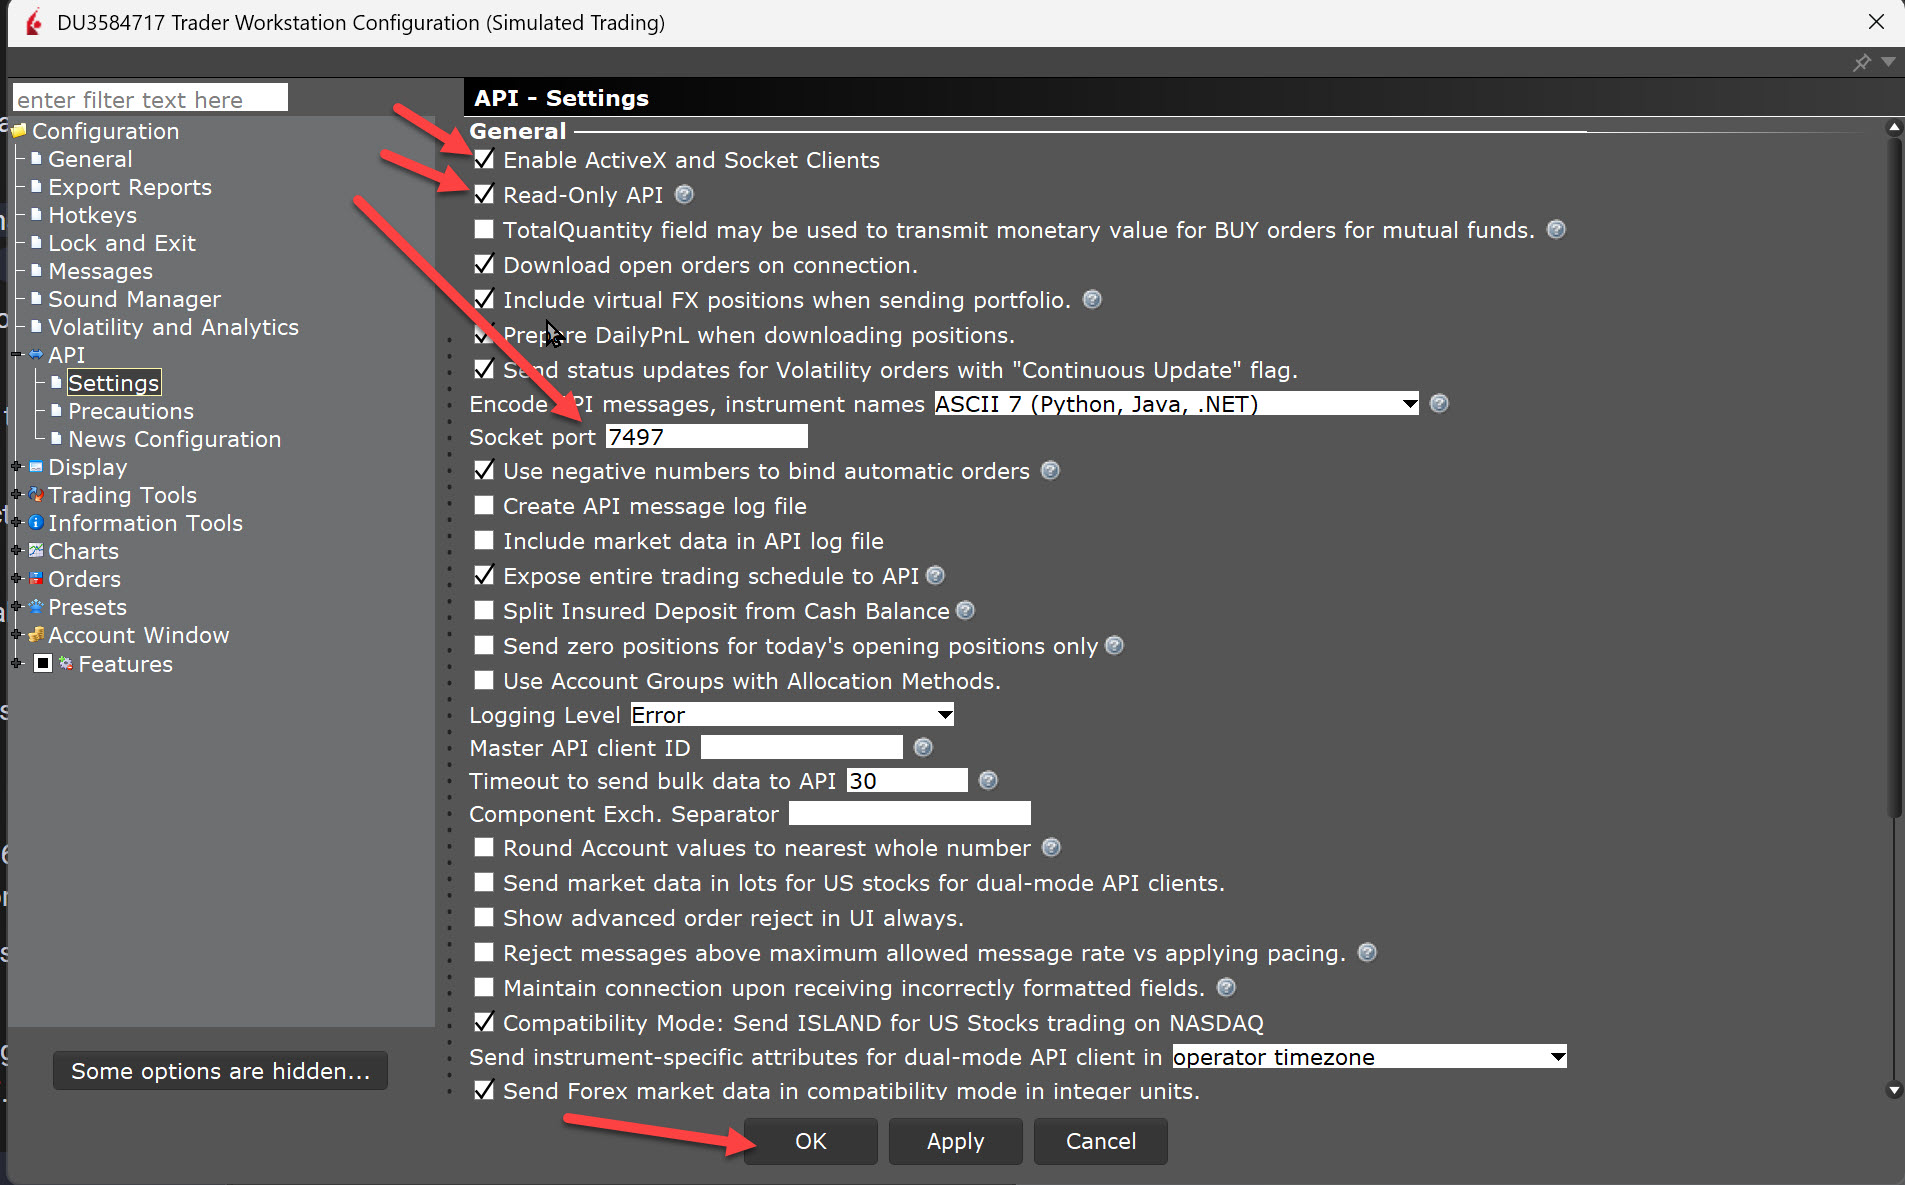 DU3584717 Trader Workstation Configuration (Simulated Trading)
enter filter text here
Configuration
General
Export Reports
Hotkeys
Lock and Exit
Messages
Sound Manager
Volatility and Analytics
API
Settings
Precautions
News Configuration
Display
Trading Tools
Information Tools
Charts
Orders
Presets
Account Window
Features
Some options are hidden...
API - Settings
General
Enable ActiveX and Socket Clients
Read-Only API
TotalQuantity field may be used to transmit monetary value for BUY orders for mutual funds.
Download open orders on connection.
Include virtual FX positions when sending portfolio.
Prepare DailyPnL when downloading positions.
Send status updates for Volatility orders with "Continuous Update" flag.
Encode API messages, instrument names ASCII 7 (Python, Java, .NET)
Socket port 7497
Use negative numbers to bind automatic orders
Create API message log file
Include market data in API log file
Expose entire trading schedule to API
Split Insured Deposit from Cash Balance
Send zero positions for today's opening positions only
Use Account Groups with Allocation Methods.
Logging Level Error
Master API client ID
Timeout to send bulk data to API 30
Component Exch. Separator
Round Account values to nearest whole number
Send market data in lots for US stocks for dual-mode API clients.
Show advanced order reject in UI always.
Reject messages above maximum allowed message rate vs applying pacing.
Maintain connection upon receiving incorrectly formatted fields.
Compatibility Mode: Send ISLAND for US Stocks trading on NASDAQ
Send instrument-specific attributes for dual-mode API client in operator timezone
Send Forex market data in compatibility mode in integer units.
OK Apply Cancel